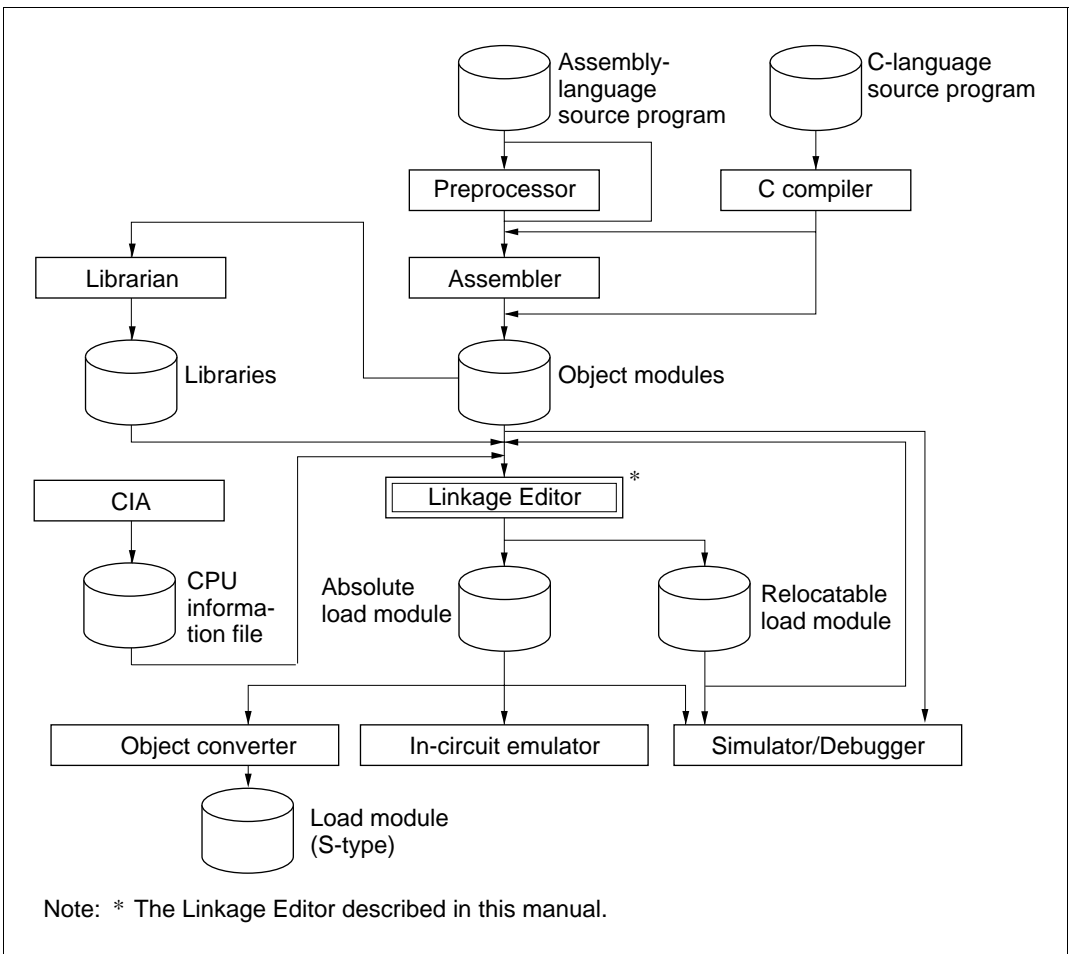 Assembly-
language
source program
C-language
source program
Preprocessor
C compiler
Librarian
Assembler
Libraries
Object modules
CIA
Linkage Editor
*
CPU
informa-
tion file
Absolute
load module
Relocatable
load module
Object converter
In-circuit emulator
Simulator/Debugger
Load module
(S-type)
Note: * The Linkage Editor described in this manual.